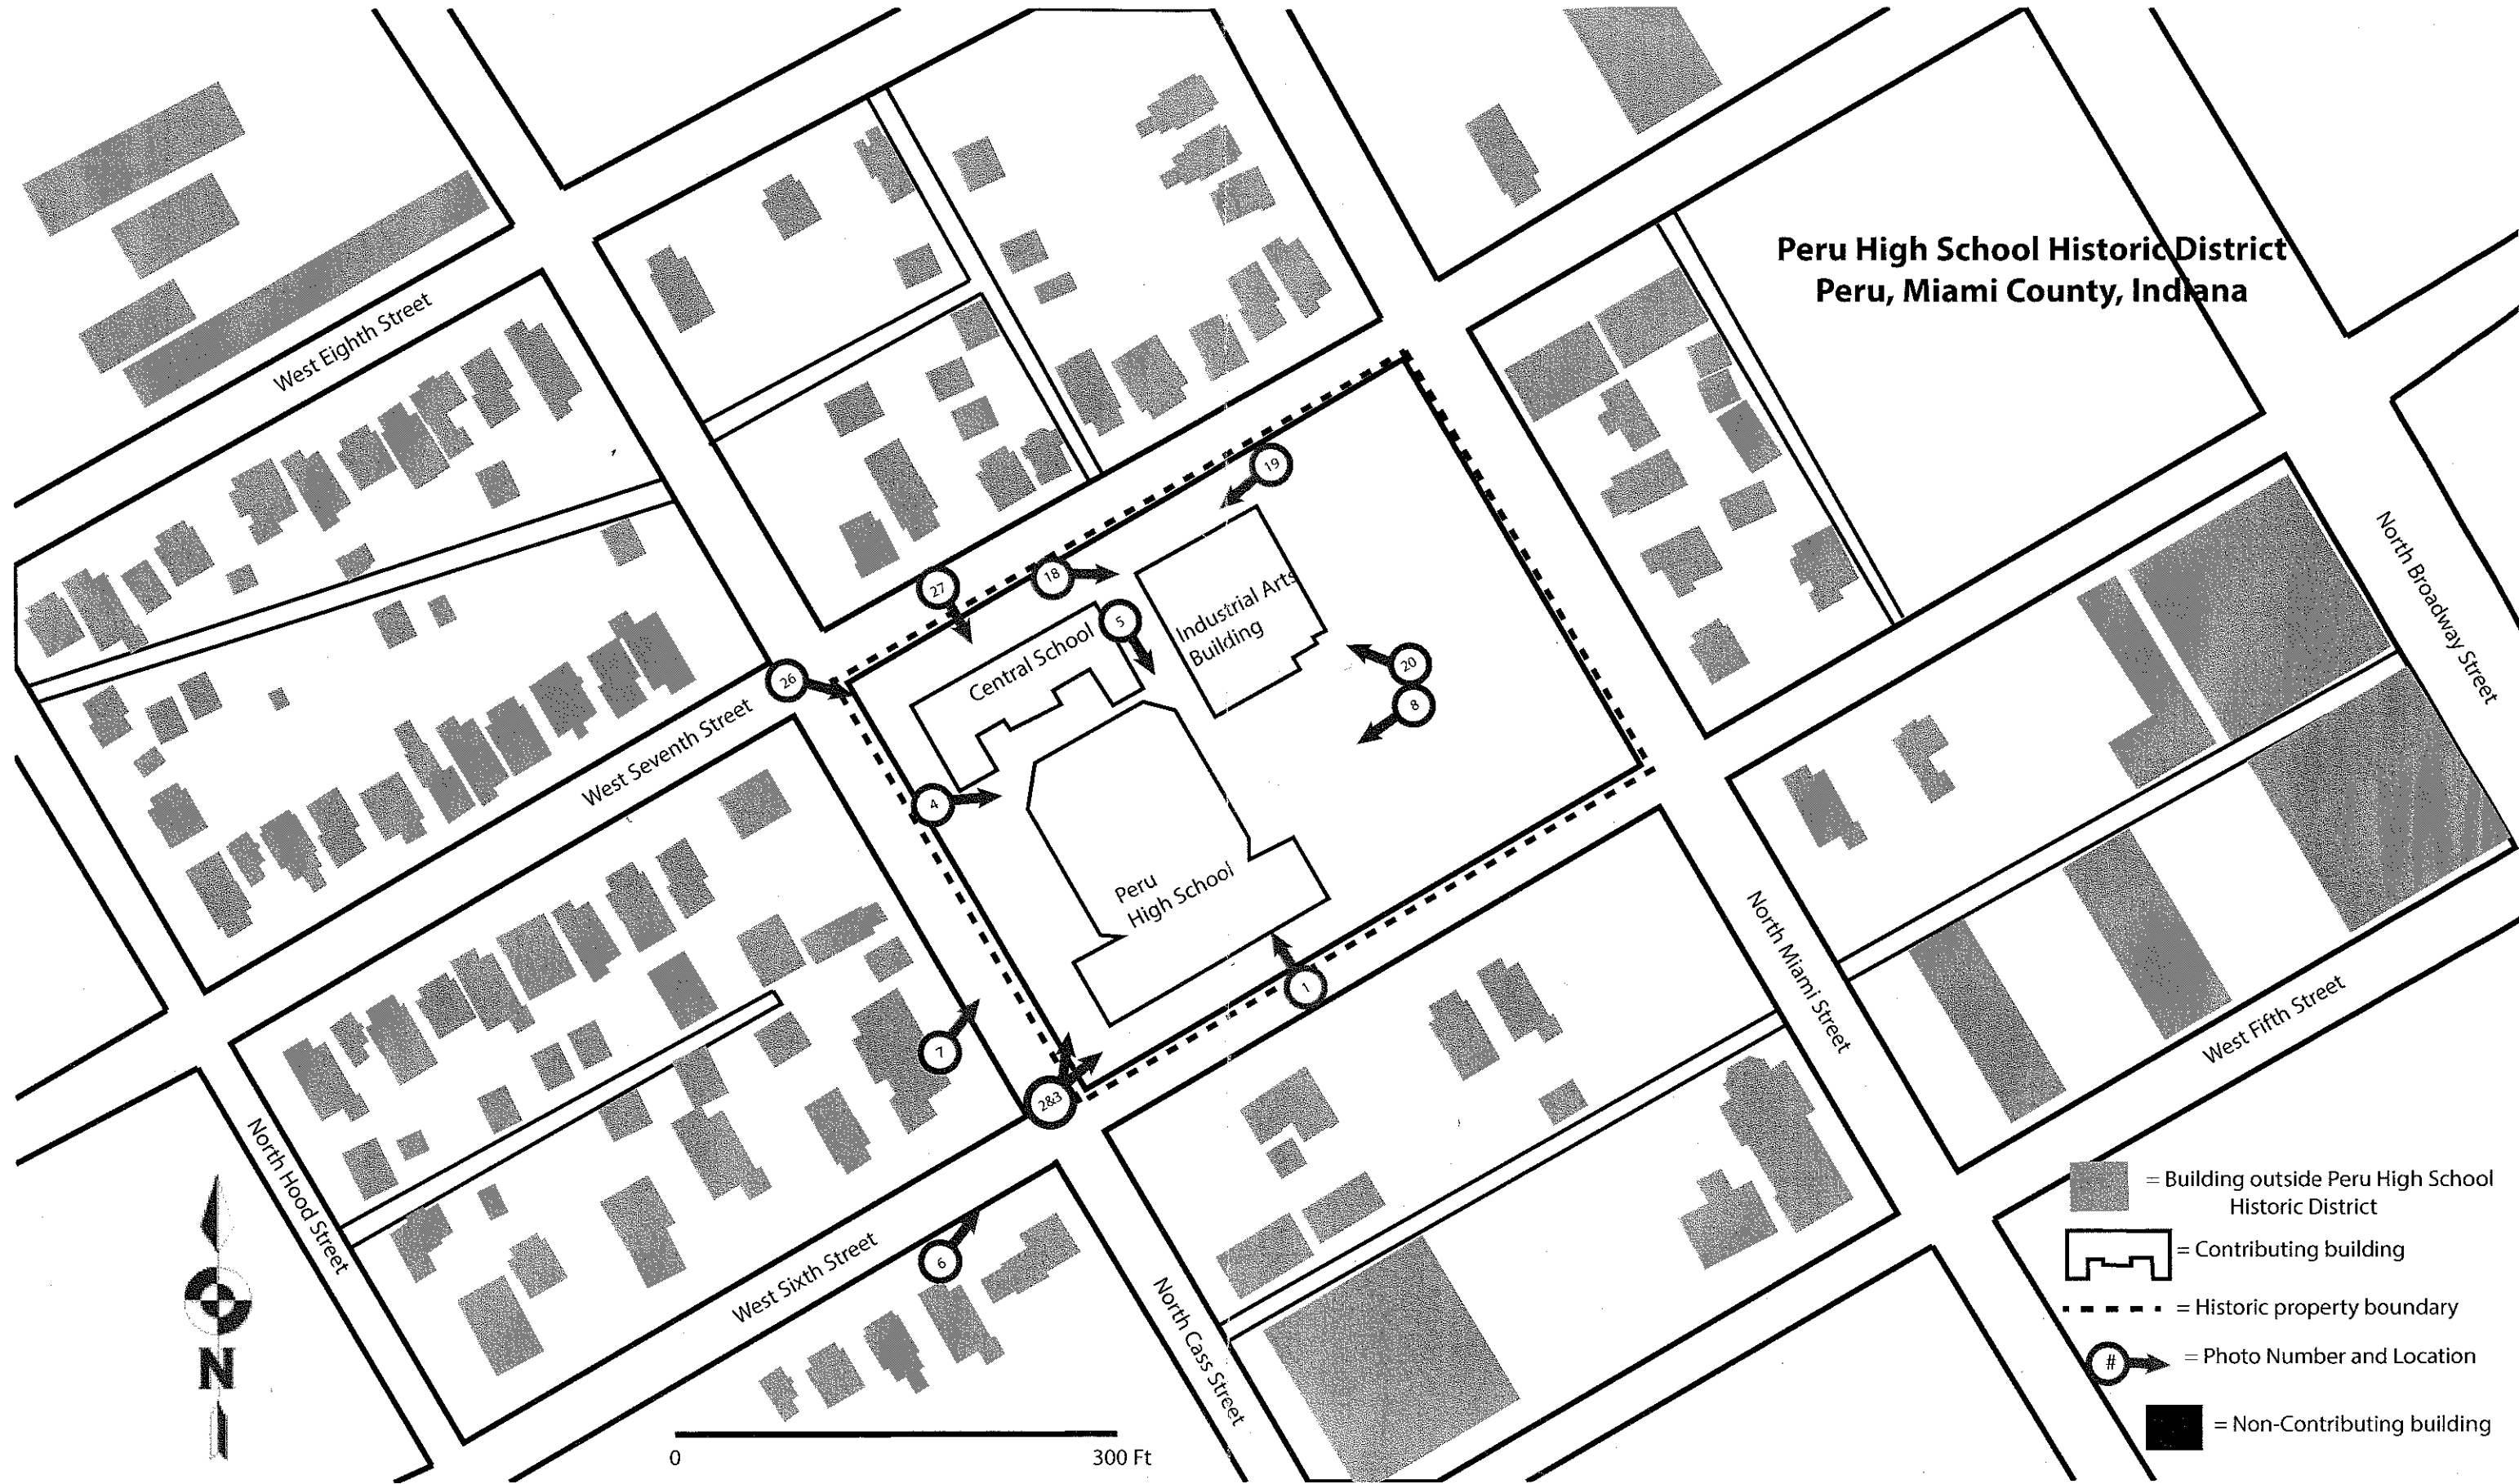 Peru High School Historic District
Peru, Miami County, Indiana
West Eighth Street
19
North Broadway Street
27
18
5
Industrial Arts
Building
Central School
26
20
8
West Seventh Street
4
Peru
High School
North Miami Street
1
West Fifth Street
7
2&3
North Hood Street
6
West Sixth Street
North Cass Street
N
0
300 Ft
= Building outside Peru High School
Historic District
= Contributing building
= Historic property boundary
# = Photo Number and Location
= Non-Contributing building